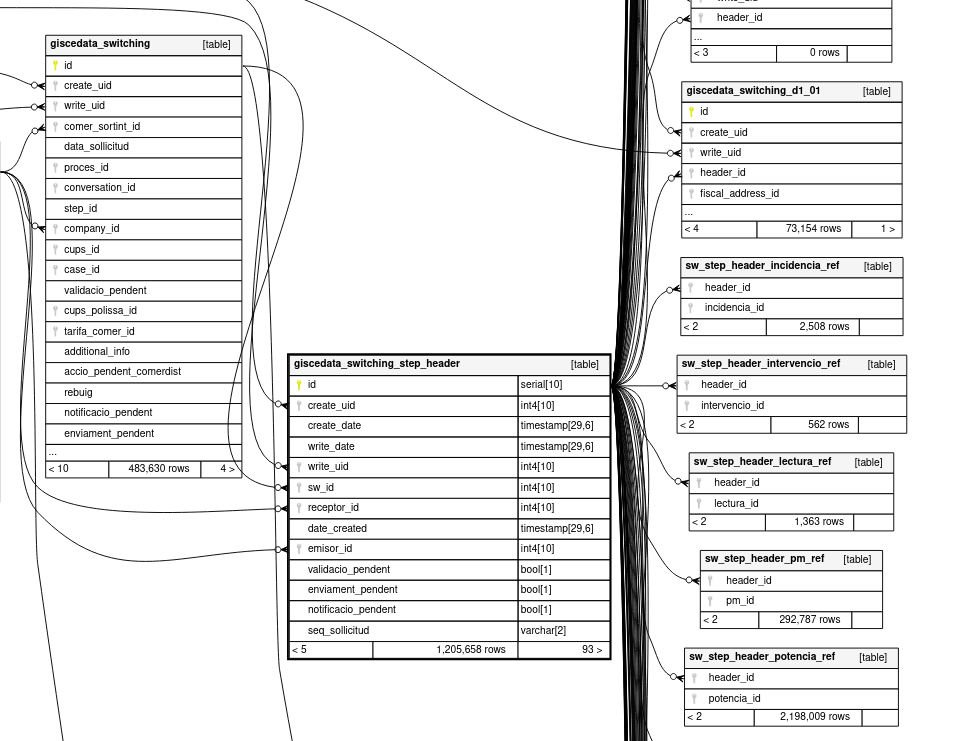 giscedata_switching [table]
id
create_uid
write_uid
comer_sortint_id
data_sollicitud
proces_id
conversation_id
step_id
company_id
cups_id
case_id
validacio_pendent
cups_polissa_id
tarifa_comer_id
additional_info
accio_pendent_comerdist
rebuig
notificacio_pendent
enviament_pendent
...
< 10 483,630 rows 4 >
giscedata_switching_step_header [table]
id serial[10]
create_uid int4[10]
create_date timestamp[29,6]
write_date timestamp[29,6]
write_uid int4[10]
sw_id int4[10]
receptor_id int4[10]
date_created timestamp[29,6]
emisor_id int4[10]
validacio_pendent bool[1]
enviament_pendent bool[1]
notificacio_pendent bool[1]
seq_sollicitud varchar[2]
< 5 1,205,658 rows 93 >
header_id
...
< 3 0 rows
giscedata_switching_d1_01 [table]
id
create_uid
write_uid
header_id
fiscal_address_id
...
< 4 73,154 rows 1 >
sw_step_header_incidencia_ref [table]
header_id
incidencia_id
< 2 2,508 rows
sw_step_header_intervencio_ref [table]
header_id
intervencio_id
< 2 562 rows
sw_step_header_lectura_ref [table]
header_id
lectura_id
< 2 1,363 rows
sw_step_header_pm_ref [table]
header_id
pm_id
< 2 292,787 rows
sw_step_header_potencia_ref [table]
header_id
potencia_id
< 2 2,198,009 rows